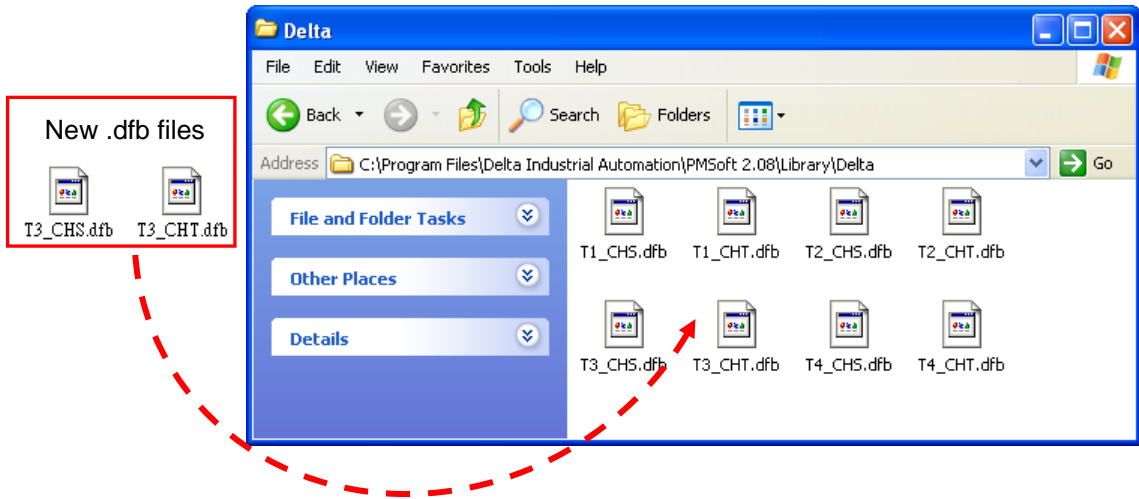 Delta
File Edit View Favorites Tools Help
Back Search Folders
Address C:\Program Files\Delta Industrial Automation\PMSoft 2.08\Library\Delta Go
New .dfb files
T3_CHS.dfb T3_CHT.dfb
File and Folder Tasks
Other Places
Details
T1_CHS.dfb T1_CHT.dfb T2_CHS.dfb T2_CHT.dfb
T3_CHS.dfb T3_CHT.dfb T4_CHS.dfb T4_CHT.dfb